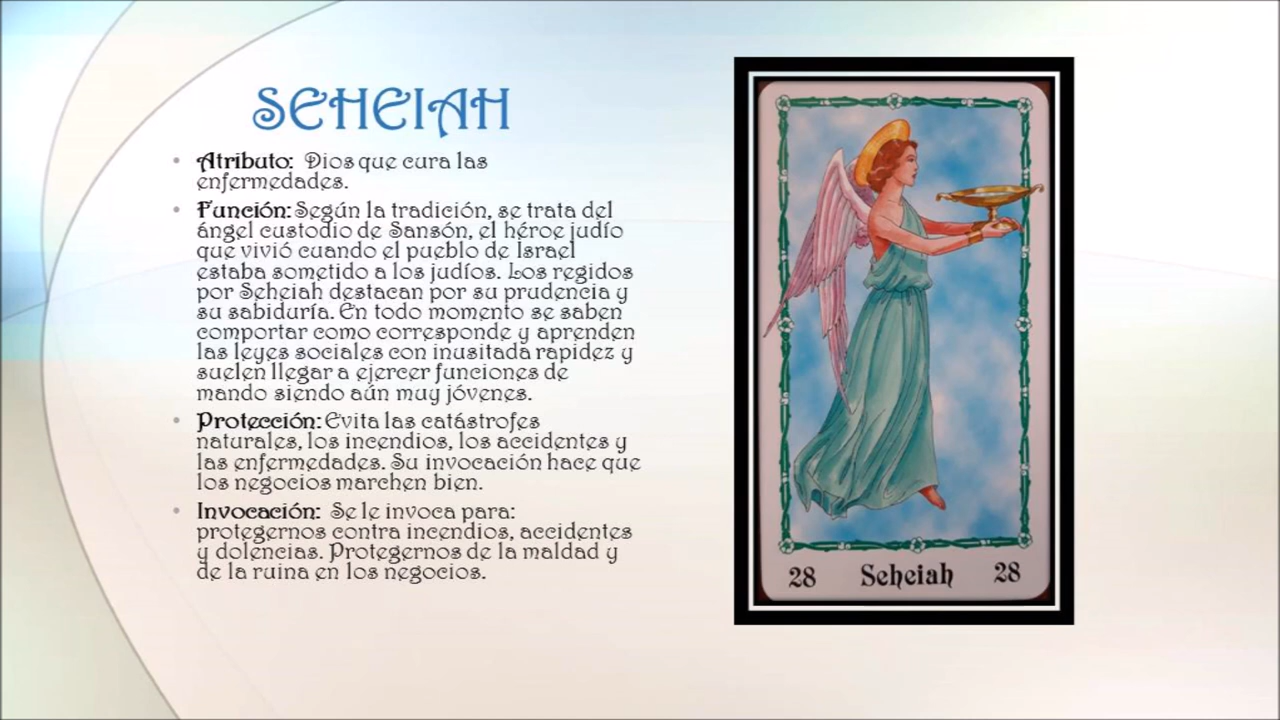 SEHEIAH
• Atributo: Dios que cura las
enfermedades.
• Función: Según la tradición, se trata del
ángel custodio de Sansón, el héroe judío
que vivió cuando el pueblo de Israel
estaba sometido a los judíos. Los regidos
por Seheiah destacan por su prudencia y
su sabiduría. En todo momento se saben
comportar como corresponde y aprenden
las leyes sociales con inusitada rapidez y
suelen llegar a ejercer funciones de
mando siendo aún muy jóvenes.
• Protección: Evita las catástrofes
naturales, los incendios, los accidentes y
las enfermedades. Su invocación hace que
los negocios marchen bien.
• Invocación: Se le invoca para:
protegernos contra incendios, accidentes
y dolencias. Protegernos de la maldad y
de la ruina en los negocios.
28 Seheiah 28